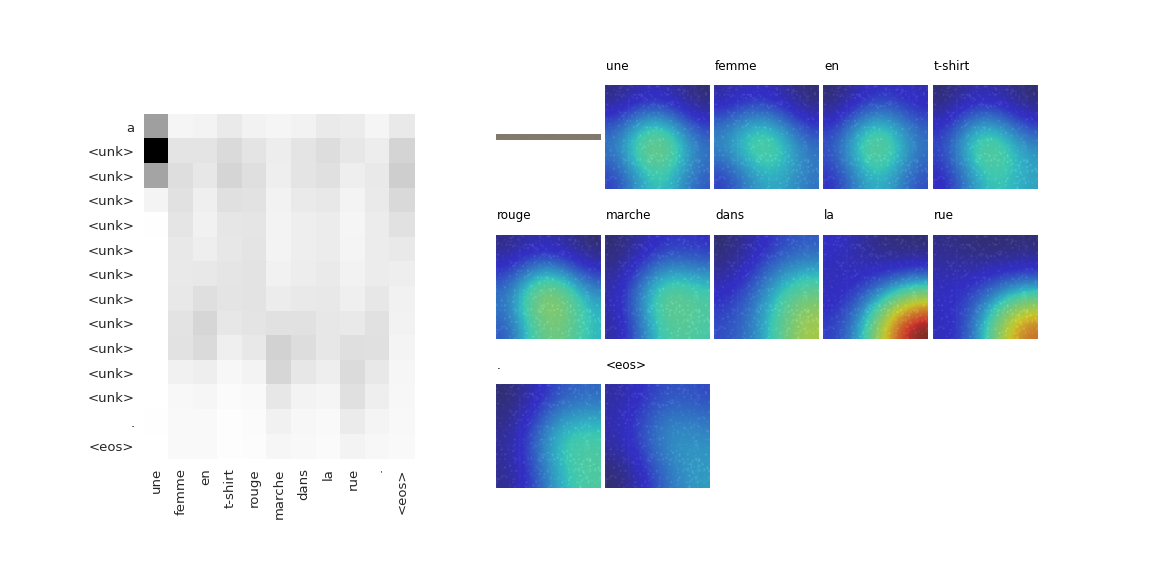 a
<unk>
<unk>
<unk>
<unk>
<unk>
<unk>
<unk>
<unk>
<unk>
<unk>
<unk>
.
<eos>
une femme en t-shirt rouge marche dans la rue . <eos>
une femme en t-shirt
rouge marche dans la rue
. <eos>